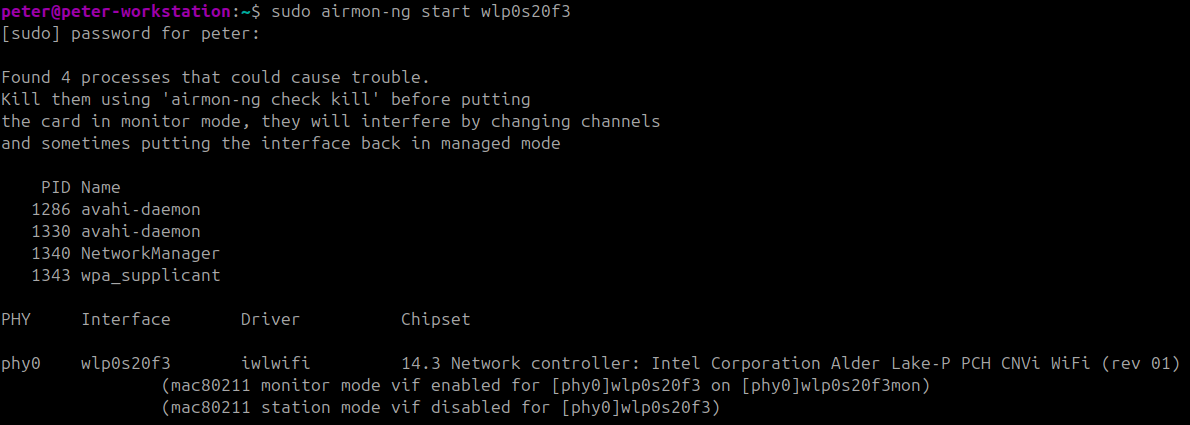 peter@peter-workstation:~$ sudo airmon-ng start wlp0s20f3
[sudo] password for peter:
Found 4 processes that could cause trouble.
Kill them using 'airmon-ng check kill' before putting
the card in monitor mode, they will interfere by changing channels
and sometimes putting the interface back in managed mode
PID Name
1286 avahi-daemon
1330 avahi-daemon
1340 NetworkManager
1343 wpa_supplicant
PHY Interface Driver Chipset
phy0 wlp0s20f3 iwlwifi 14.3 Network controller: Intel Corporation Alder Lake-P PCH CNVi WiFi (rev 01)
(mac80211 monitor mode vif enabled for [phy0]wlp0s20f3 on [phy0]wlp0s20f3mon)
(mac80211 station mode vif disabled for [phy0]wlp0s20f3)